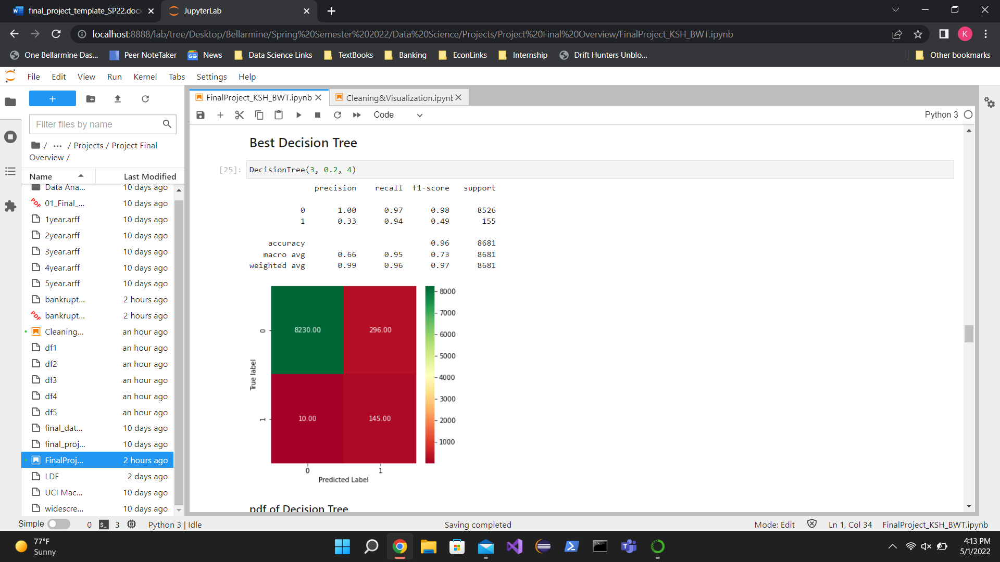 final_project_template_SP22.docx
JupyterLab
localhost:8888/lab/tree/Desktop/Bellarmine/Spring%20Semester%202022/Data%20Science/Projects/Project%20Final%20Overview/FinalProject_KSH_BWT.ipynb
K
One Bellarmine Das...
Peer NoteTaker
News
Data Science Links
TextBooks
Banking
EconLinks
Internship
Drift Hunters Unblo...
Other bookmarks
File Edit View Run Kernel Tabs Settings Help
FinalProject_KSH_BWT.ipynb
Cleaning&Visualization.ipynb
Code
Python 3
Filter files by name
/ ... / Projects / Project Final
Overview /
Name Last Modified
Data Ana... 10 days ago
01_Final_... 10 days ago
1year.arff 10 days ago
2year.arff 10 days ago
3year.arff 10 days ago
4year.arff 10 days ago
5year.arff 10 days ago
bankrupt... 2 hours ago
bankrupt... 2 hours ago
Cleaning... an hour ago
df1 an hour ago
df2 an hour ago
df3 an hour ago
df4 an hour ago
df5 an hour ago
final_dat... 10 days ago
final_proj... 10 days ago
FinalProj... 2 hours ago
LDF 2 days ago
UCI Mac... 10 days ago
widescre... 10 days ago
Best Decision Tree
[25]: DecisionTree(3, 0.2, 4)
precision recall f1-score support
0 1.00 0.97 0.98 8526
1 0.33 0.94 0.49 155
accuracy 0.96 8681
macro avg 0.66 0.95 0.73 8681
weighted avg 0.99 0.96 0.97 8681
8230.00 296.00
10.00 145.00
0
1
True label
0 1
Predicted Label
8000
7000
6000
5000
4000
3000
2000
1000
pdf of Decision Tree
Simple 0 $_ 3 Python 3 | Idle
Saving completed
Mode: Edit Ln 1, Col 34 FinalProject_KSH_BWT.ipynb
77°F
Sunny
4:13 PM
5/1/2022